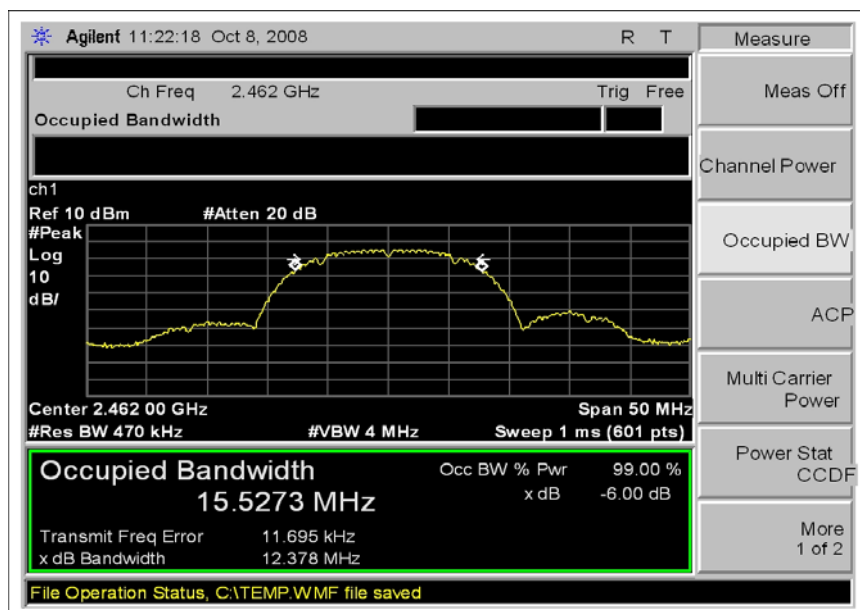 Agilent 11:22:18 Oct 8, 2008 R T
Measure
Ch Freq 2.462 GHz Trig Free
Occupied Bandwidth
Meas Off
Channel Power
Occupied BW
ACP
Multi Carrier
Power
Power Stat
CCDF
More
1 of 2
ch1
Ref 10 dBm #Atten 20 dB
#Peak
Log
10
dB/
Center 2.462 00 GHz Span 50 MHz
#Res BW 470 kHz #VBW 4 MHz Sweep 1 ms (601 pts)
Occupied Bandwidth
15.5273 MHz
Occ BW % Pwr 99.00 %
x dB -6.00 dB
Transmit Freq Error 11.695 kHz
x dB Bandwidth 12.378 MHz
File Operation Status, C:\TEMP.WMF file saved